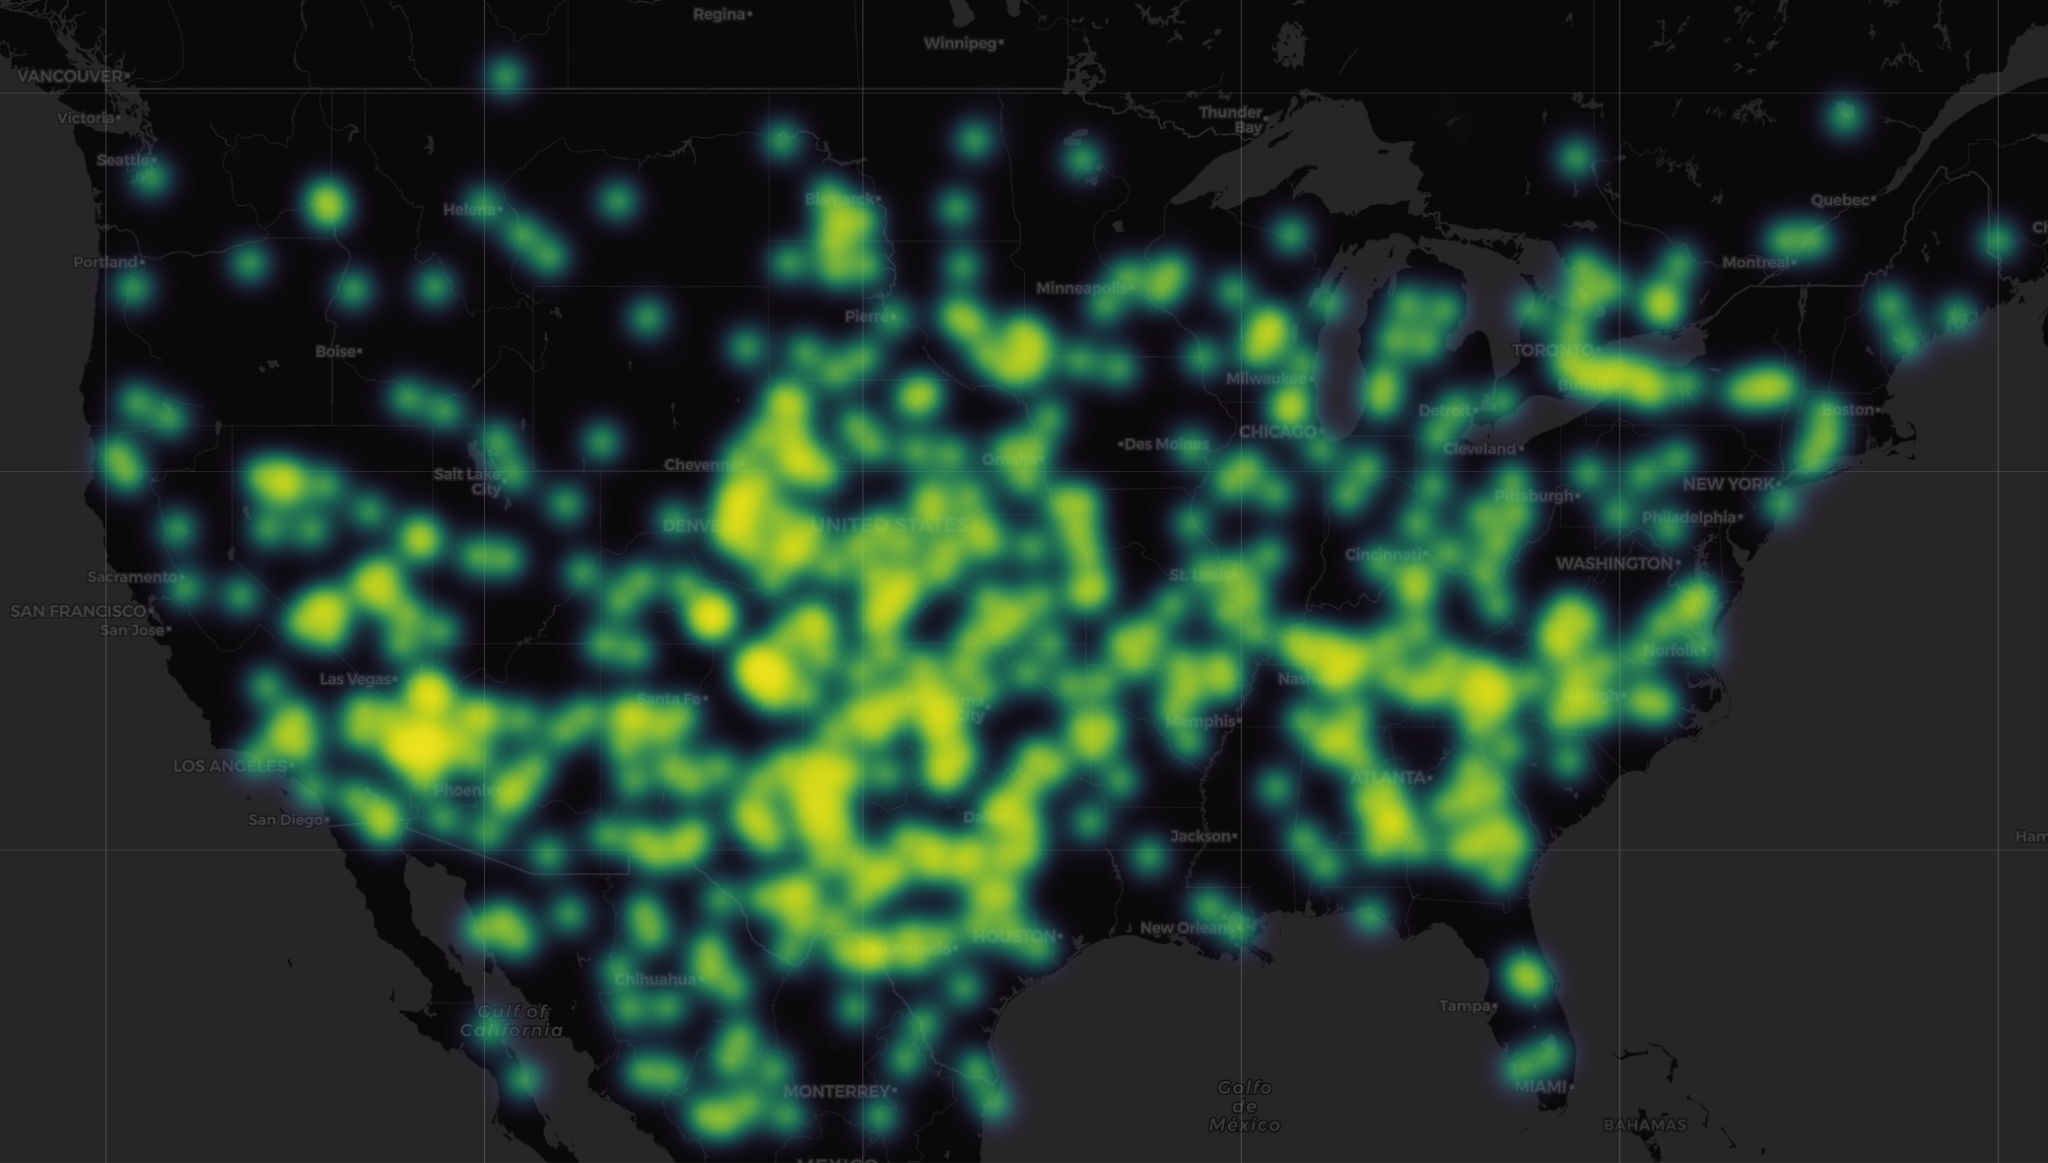 Regina
Winnipeg
VANCOUVER
Victoria
Thunder
Bay
Seattle
Bismarck
Helena
Quebec
Portland
Montreal
Minneapolis
Pierre
Boise
TORONTO
Milwaukee
Detroit
Boston
CHICAGO
Des Moines
Cleveland
Omaha
Cheyenne
Salt Lake
City
NEW YORK
Pittsburgh
Philadelphia
UNITED STATES
Cincinnati
WASHINGTON
Sacramento
St. Louis
SAN FRANCISCO
San Jose
Norfolk
Las Vegas
Santa Fe
City
Raleigh
Memphis
LOS ANGELES
ATLANTA
Phoenix
San Diego
Jackson
New Orleans
HOUSTON
Chihuahua
Tampa
Gulf of
California
MONTERREY
MIAMI
Golfo
de
México
BAHAMAS